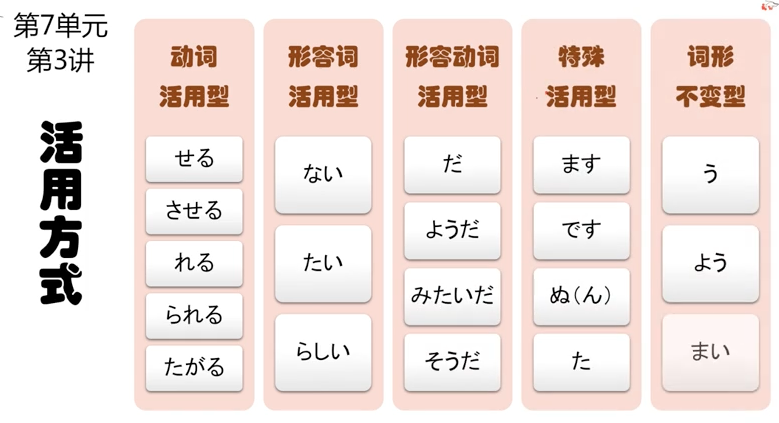 第7单元
第3讲
活用方式
动词
活用型
せる
させる
れる
られる
たがる
形容词
活用型
ない
たい
らしい
形容动词
活用型
だ
ようだ
みたいだ
そうだ
特殊
活用型
ます
です
ぬ（ん）
た
词形
不变型
う
よう
まい